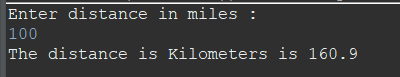 Enter distance in miles :
100
The distance is Kilometers is 160.9